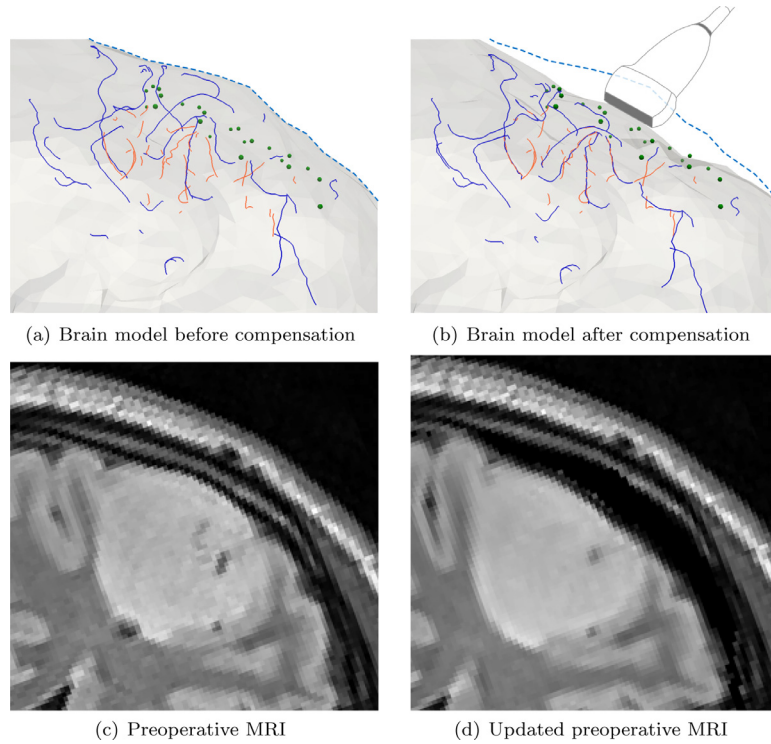 (a) Brain model before compensation
(b) Brain model after compensation
(c) Preoperative MRI
(d) Updated preoperative MRI